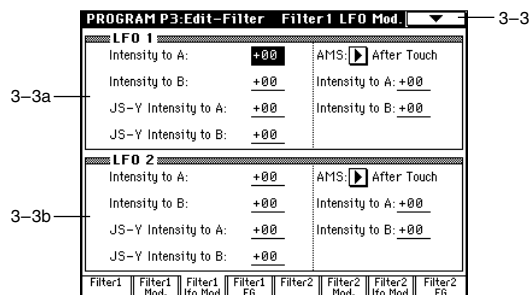 PROGRAM P3:Edit-Filter Filter1 LFO Mod. 3–3
LFO 1
Intensity to A: +00 AMS: After Touch
Intensity to B: +00 Intensity to A: +00
3–3a
JS-Y Intensity to A: +00 Intensity to B: +00
JS-Y Intensity to B: +00
LFO 2
Intensity to A: +00 AMS: After Touch
Intensity to B: +00 Intensity to A: +00
3–3b
JS-Y Intensity to A: +00 Intensity to B: +00
JS-Y Intensity to B: +00
Filter1 Filter1 Mod. Filter1 lfo Mod Filter1 EG Filter2 Filter2 Mod. Filter2 lfo Mod Filter2 EG